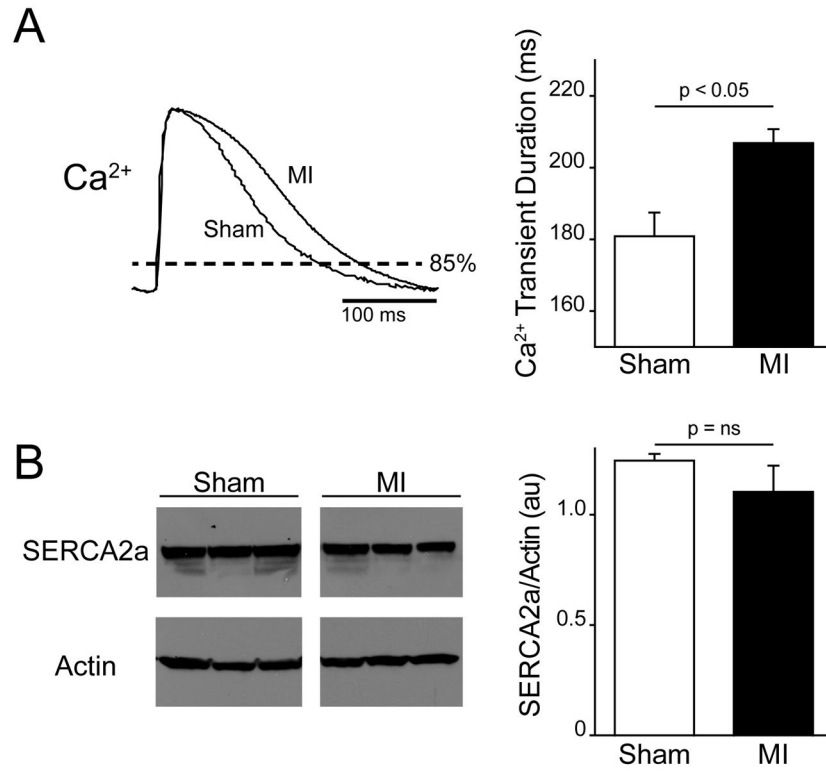 A
Ca2+
MI
Sham
85%
100 ms
Ca2+ Transient Duration (ms)
220
200
180
160
p < 0.05
Sham MI
B
Sham MI
SERCA2a
Actin
SERCA2a/Actin (au)
1.0
0.5
0
p = ns
Sham MI